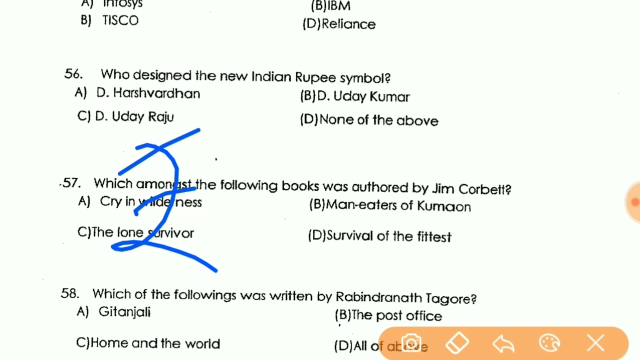 A) Infosys (B)IBM
B) TISCO (D)Reliance
56. Who designed the new Indian Rupee symbol?
A) D. Harshvardhan (B)D. Uday Kumar
C) D. Uday Raju (D)None of the above
57. Which amongst the following books was authored by Jim Corbett?
A) Cry in wilderness (B)Man-eaters of Kumaon
C)The lone survivor (D)Survival of the fittest
58. Which of the followings was written by Rabindranath Tagore?
A) Gitanjali (B)The post office
C)Home and the world (D)All of above